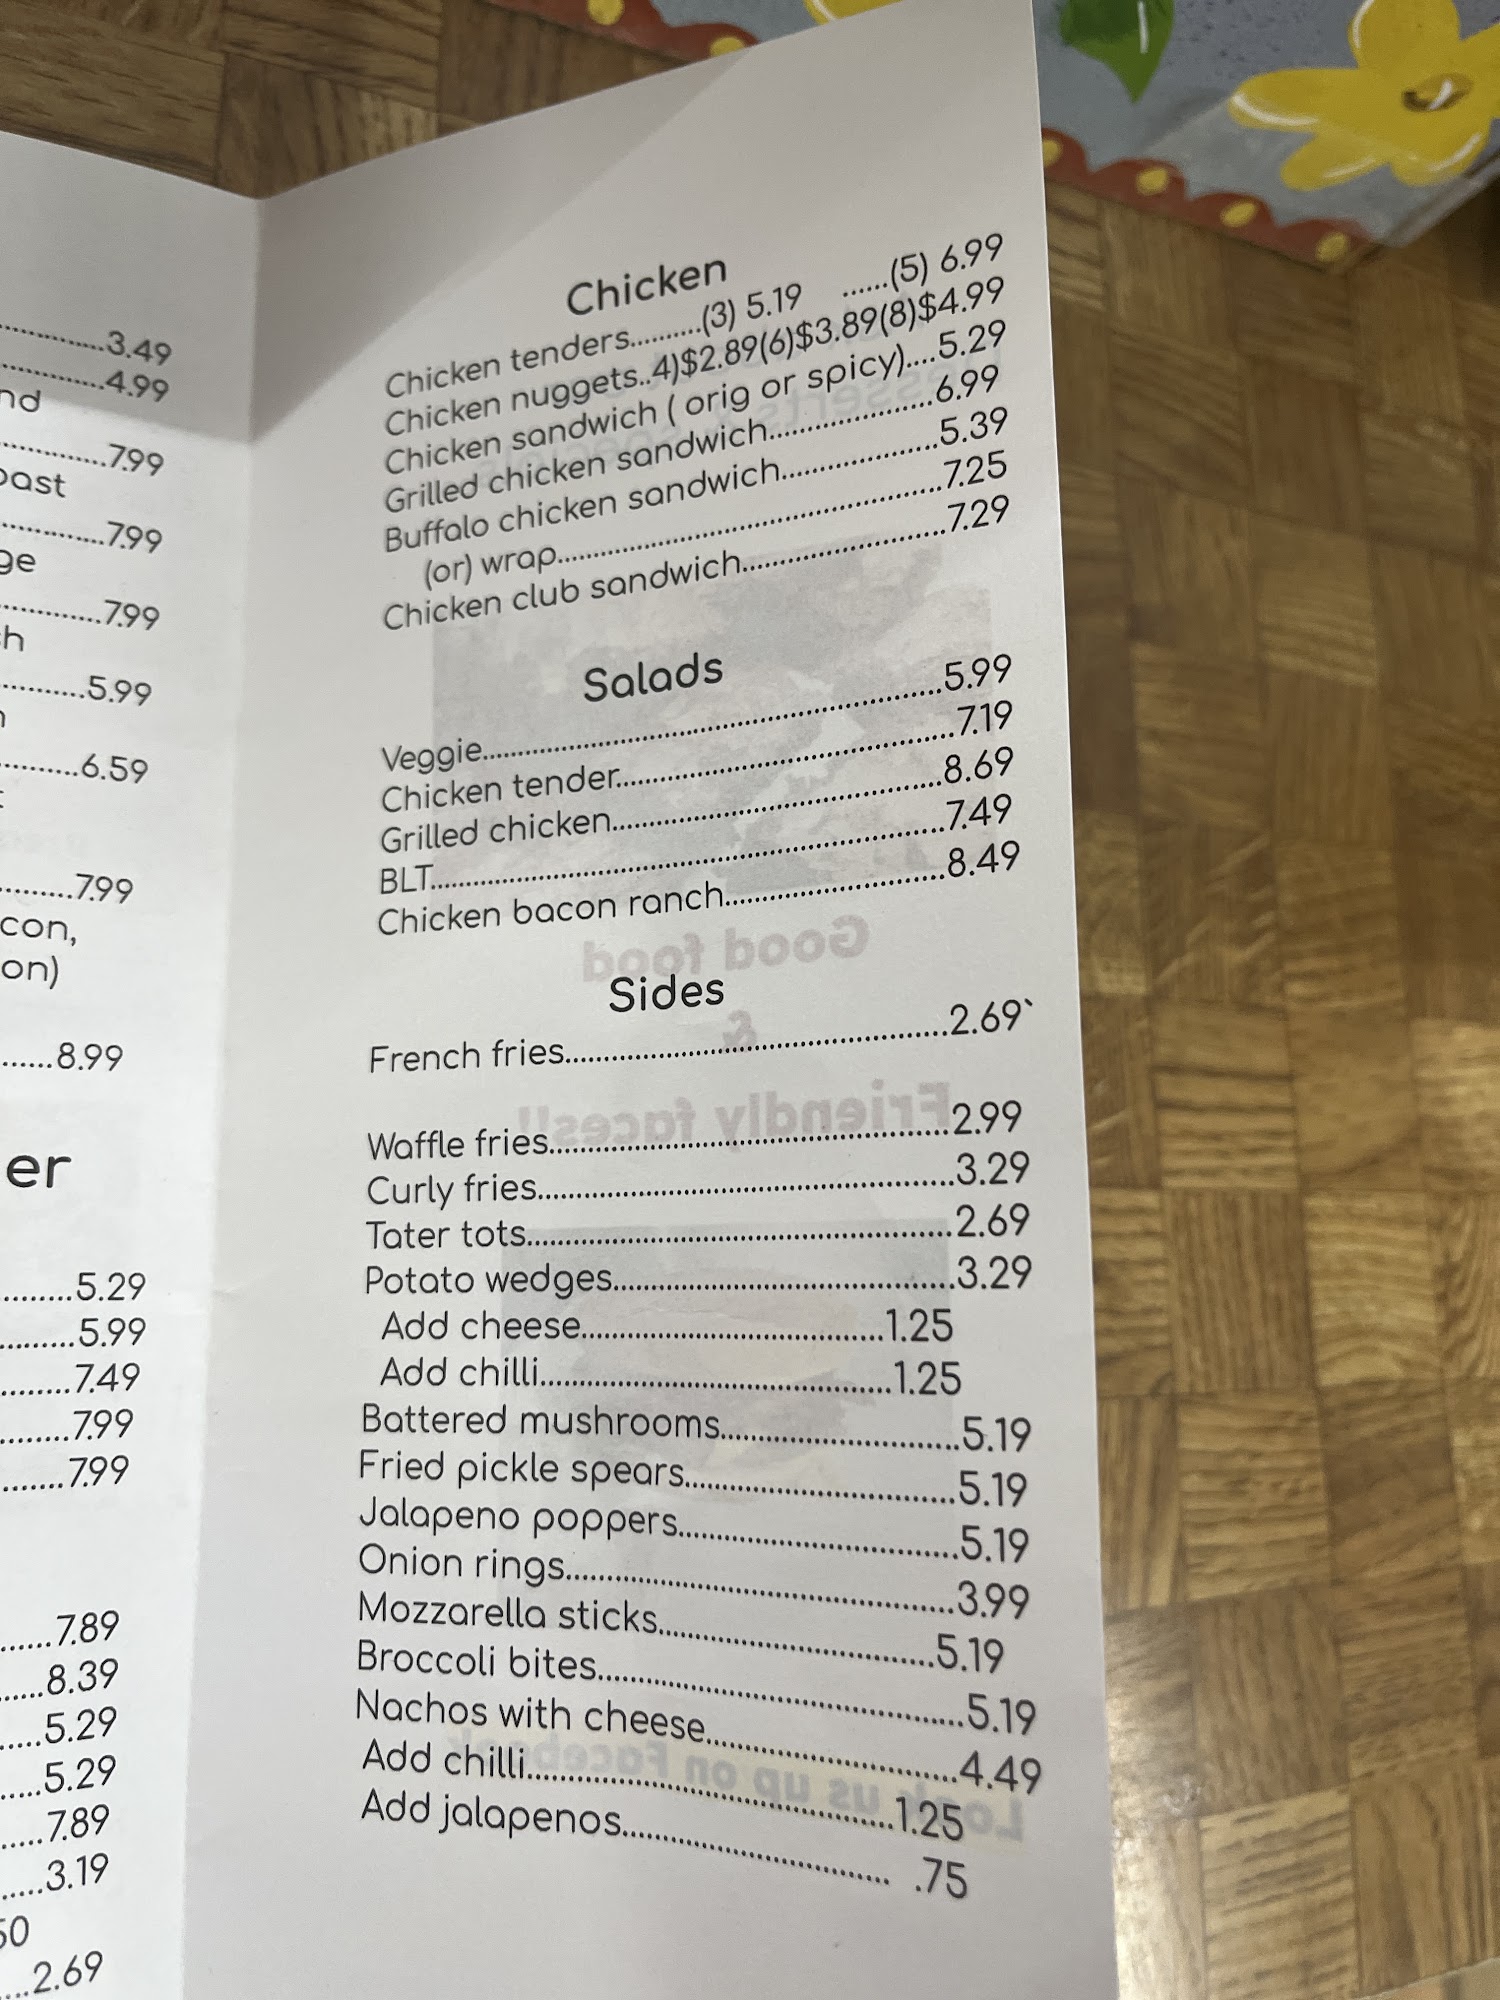 ..........3.49
..........4.99
nd
..........7.99
oast
..........7.99
ge
..........7.99
..........5.99
..........6.59
..........7.99
con,
on)
......8.99
er
........5.29
........5.99
........7.49
........7.99
.......7.99
......7.89
......8.39
.....5.29
.....5.29
.....7.89
.....3.19
50
....2.69
Chicken
Chicken tenders..........(3) 5.19 ......(5) 6.99
Chicken nuggets..4)$2.89(6)$3.89(8)$4.99
Chicken sandwich ( orig or spicy)....5.29
Grilled chicken sandwich....................6.99
Buffalo chicken sandwich...................5.39
(or) wrap...............................................7.25
Chicken club sandwich.........................7.29
Salads
Veggie.......................................................5.99
Chicken tender........................................7.19
Grilled chicken........................................8.69
BLT.............................................................7.49
Chicken bacon ranch...........................8.49
Sides
French fries..............................................2.69`
Waffle fries................................................2.99
Curly fries..................................................3.29
Tater tots...................................................2.69
Potato wedges.........................................3.29
Add cheese....................................1.25
Add chilli..........................................1.25
Battered mushrooms............................5.19
Fried pickle spears................................5.19
Jalapeno poppers.................................5.19
Onion rings..............................................3.99
Mozzarella sticks.................................5.19
Broccoli bites...........................................5.19
Nachos with cheese..............................4.49
Add chilli............................................1.25
Add jalapenos................................ .75
Good food
&
Friendly faces!!
Look us up on Facebook